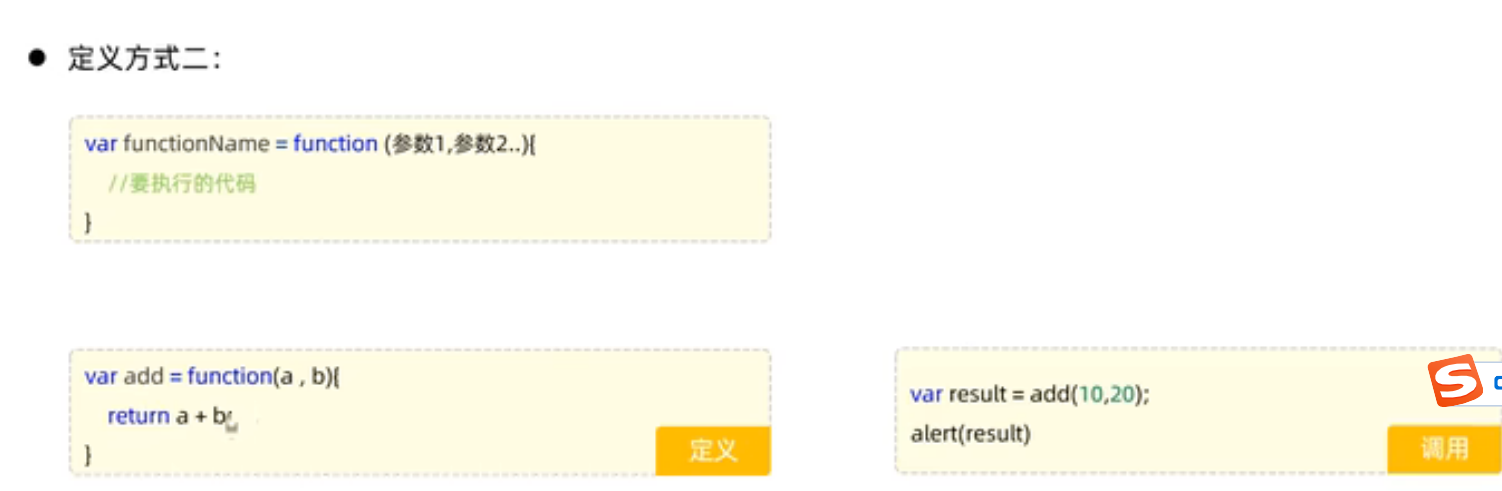 ● 定义方式二：
var functionName = function (参数1,参数2..){
//要执行的代码
}
var add = function(a , b){
return a + b;
}
定义
var result = add(10,20);
alert(result)
调用
S